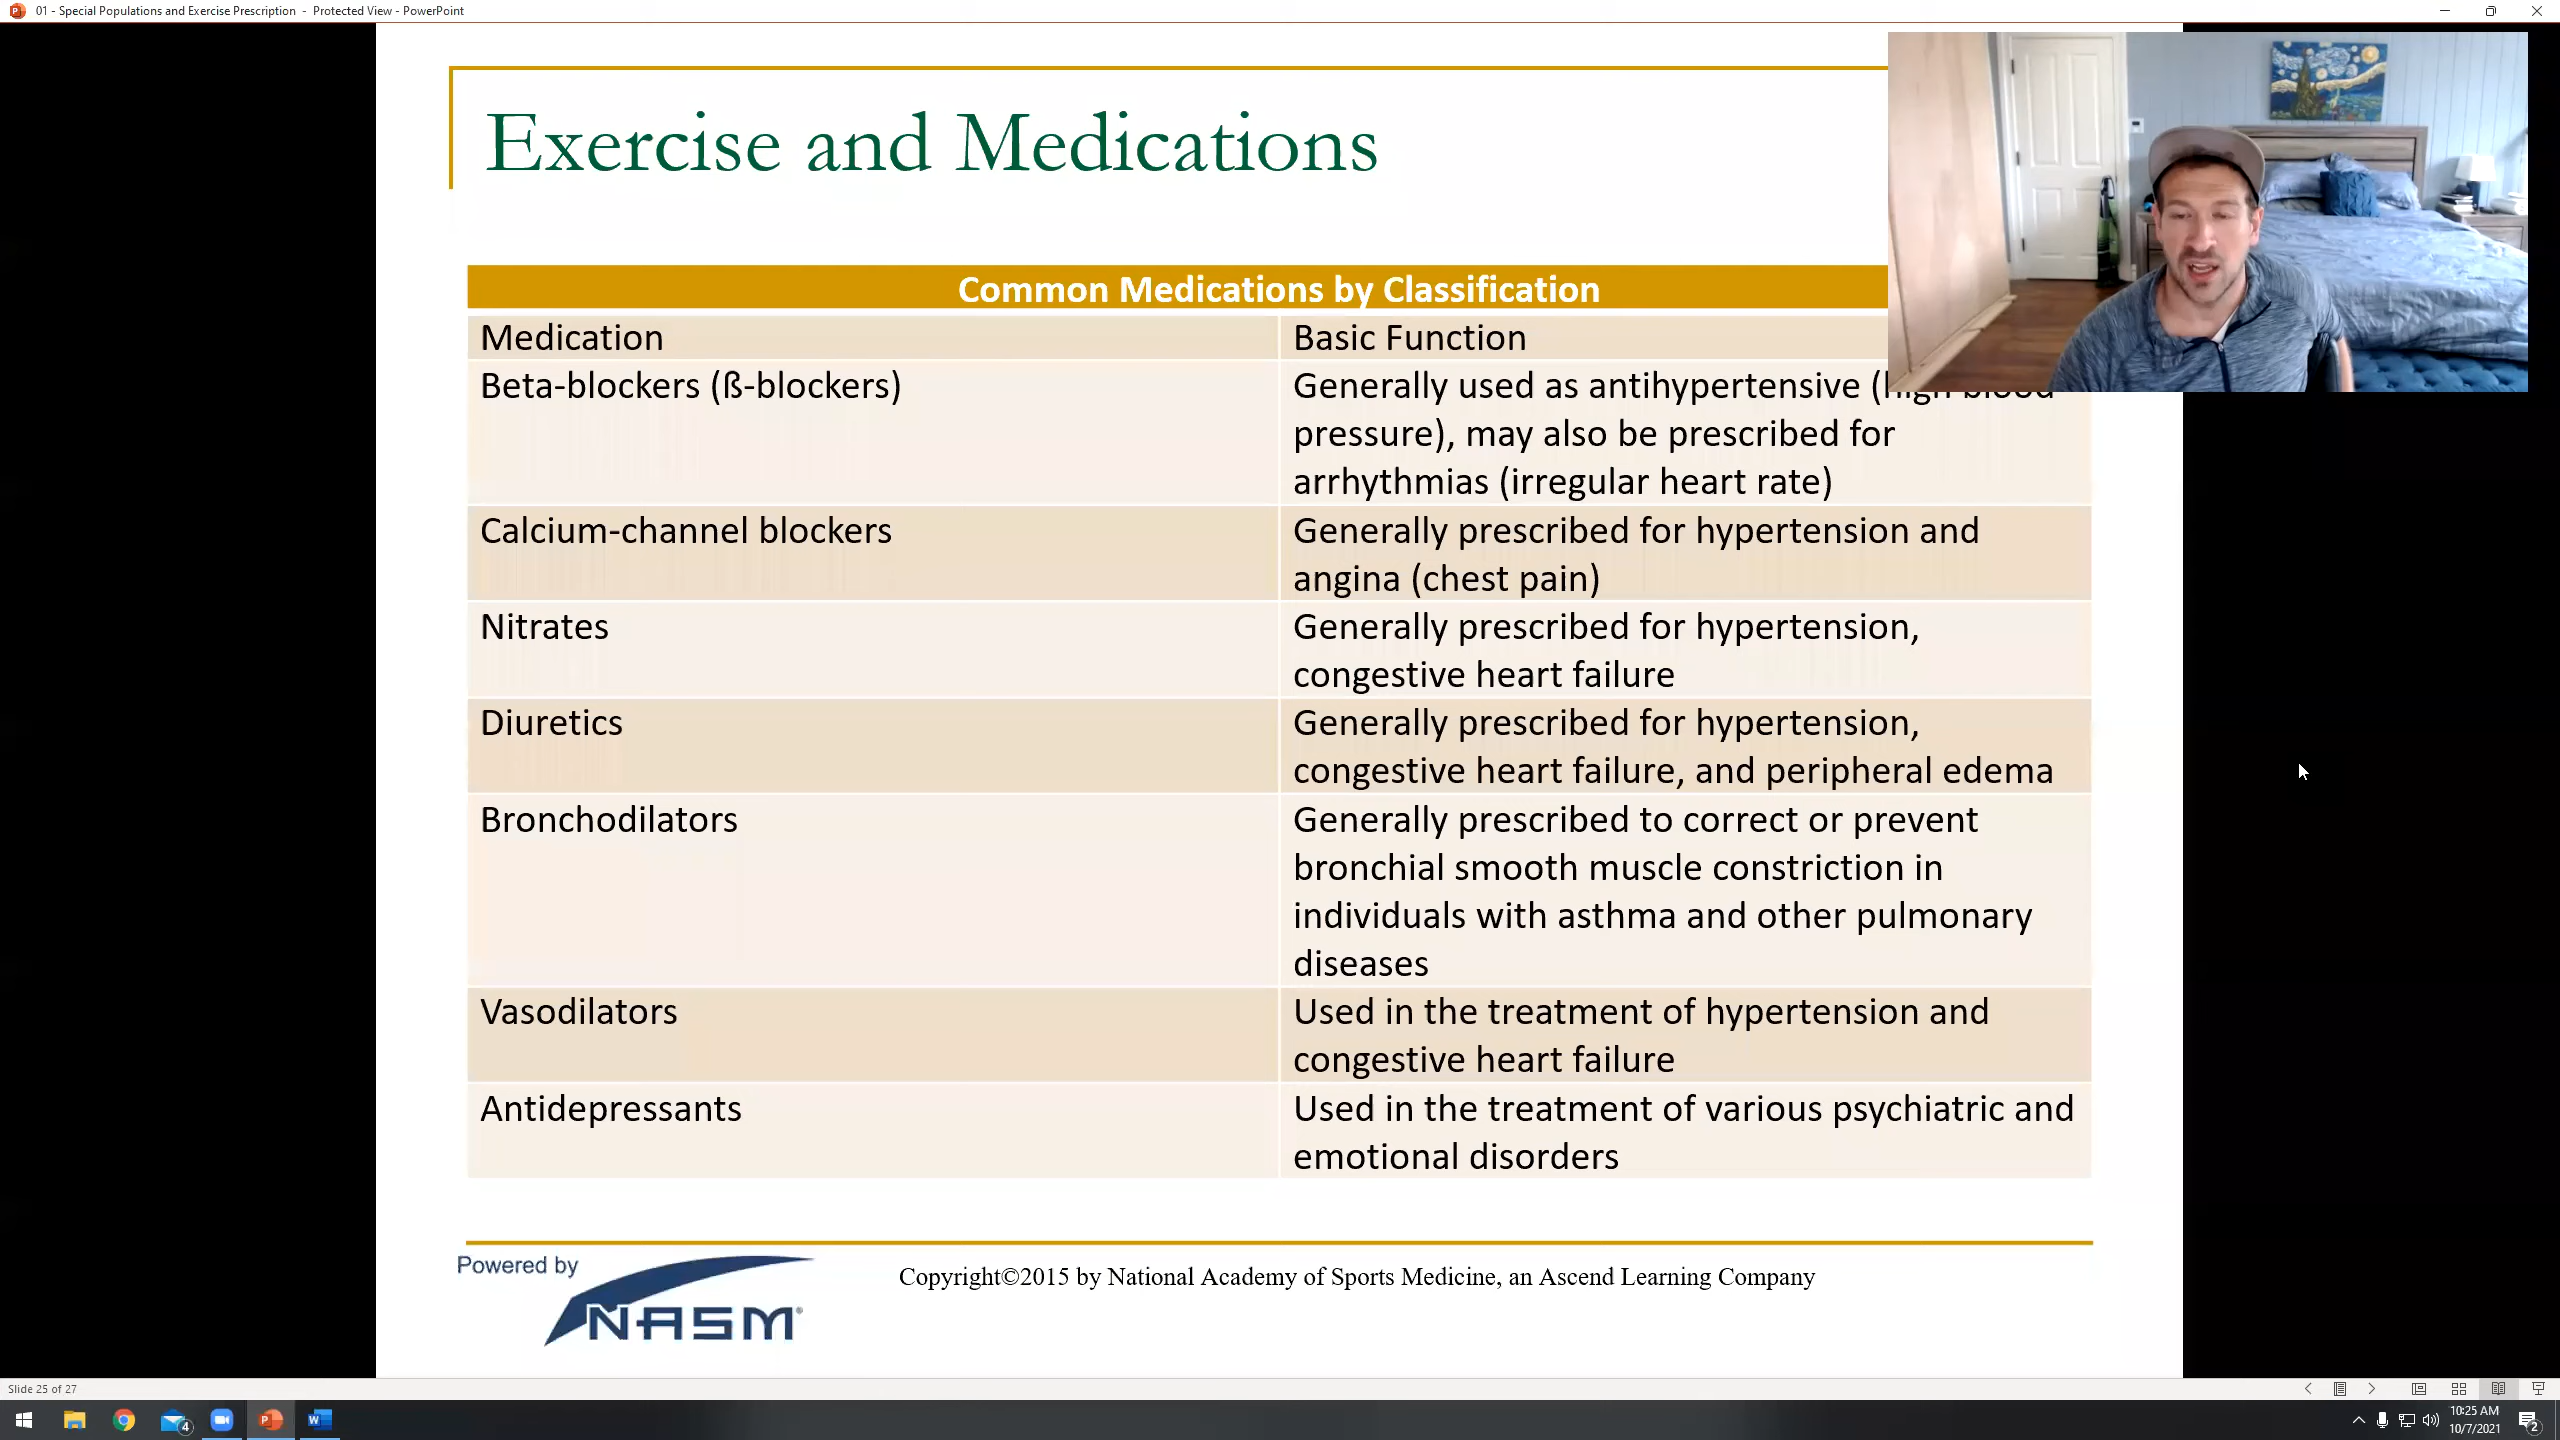 01 - Special Populations and Exercise Prescription - Protected View - PowerPoint
Exercise and Medications
Common Medications by Classification
Medication
Basic Function
Beta-blockers (ß-blockers)
Generally used as antihypertensive (high blood
pressure), may also be prescribed for
arrhythmias (irregular heart rate)
Calcium-channel blockers
Generally prescribed for hypertension and
angina (chest pain)
Nitrates
Generally prescribed for hypertension,
congestive heart failure
Diuretics
Generally prescribed for hypertension,
congestive heart failure, and peripheral edema
Bronchodilators
Generally prescribed to correct or prevent
bronchial smooth muscle constriction in
individuals with asthma and other pulmonary
diseases
Vasodilators
Used in the treatment of hypertension and
congestive heart failure
Antidepressants
Used in the treatment of various psychiatric and
emotional disorders
Powered by
NASM
Copyright©2015 by National Academy of Sports Medicine, an Ascend Learning Company
Slide 25 of 27
4
10:25 AM
10/7/2021
2